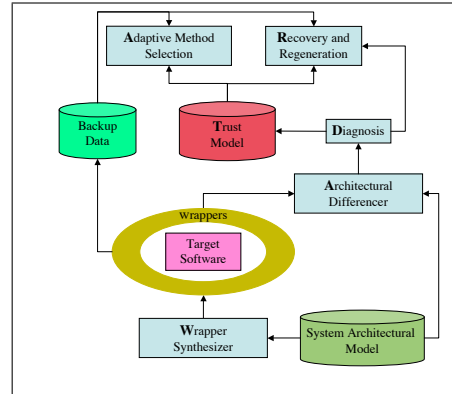 Adaptive Method
Selection
Recovery and
Regeneration
Backup
Data
Trust
Model
Diagnosis
Architectural
Differencer
wrappers
Target
Software
Wrapper
Synthesizer
System Architectural
Model